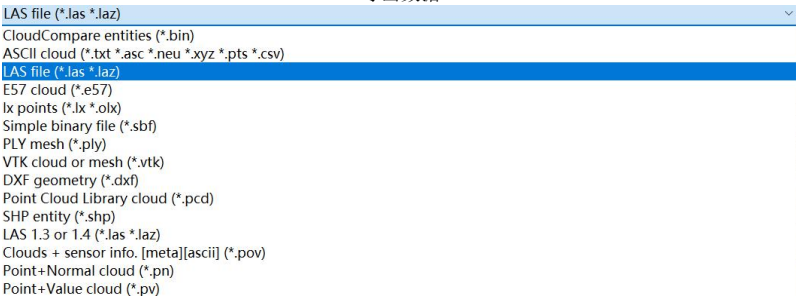 LAS file (*.las *.laz)
CloudCompare entities (*.bin)
ASCII cloud (*.txt *.asc *.neu *.xyz *.pts *.csv)
LAS file (*.las *.laz)
E57 cloud (*.e57)
lx points (*.lx *.olx)
Simple binary file (*.sbf)
PLY mesh (*.ply)
VTK cloud or mesh (*.vtk)
DXF geometry (*.dxf)
Point Cloud Library cloud (*.pcd)
SHP entity (*.shp)
LAS 1.3 or 1.4 (*.las *.laz)
Clouds + sensor info. [meta][ascii] (*.pov)
Point+Normal cloud (*.pn)
Point+Value cloud (*.pv)